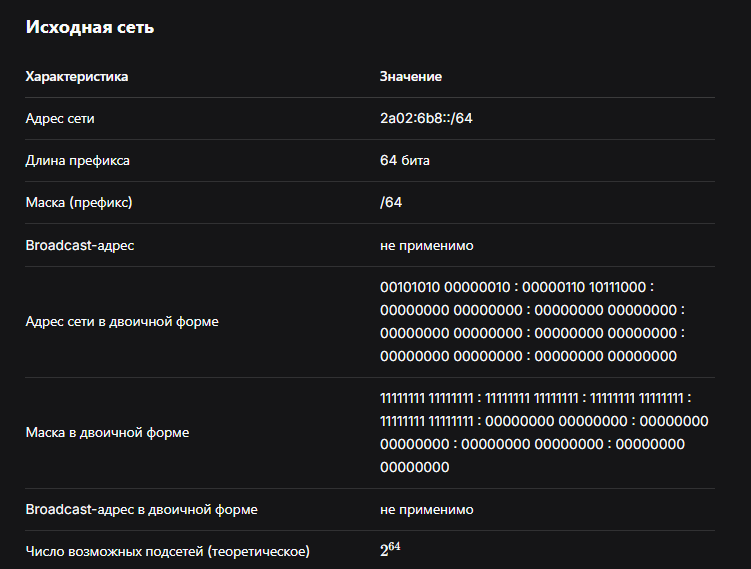 Исходная сеть
Характеристика Значение
Адрес сети 2a02:6b8::/64
Длина префикса 64 бита
Маска (префикс) /64
Broadcast-адрес не применимо
Адрес сети в двоичной форме 00101010 00000010 : 00000110 10111000 :
00000000 00000000 : 00000000 00000000 :
00000000 00000000 : 00000000 00000000 :
00000000 00000000 : 00000000 00000000
Маска в двоичной форме 11111111 11111111 : 11111111 11111111 : 11111111 11111111 :
11111111 11111111 : 00000000 00000000 : 00000000
00000000 : 00000000 00000000 : 00000000
00000000
Broadcast-адрес в двоичной форме не применимо
Число возможных подсетей (теоретическое) 2⁶⁴